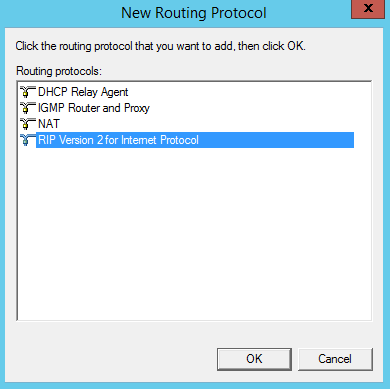 New Routing Protocol
x
Click the routing protocol that you want to add, then click OK.
Routing protocols:
DHCP Relay Agent
IGMP Router and Proxy
NAT
RIP Version 2 for Internet Protocol
OK Cancel